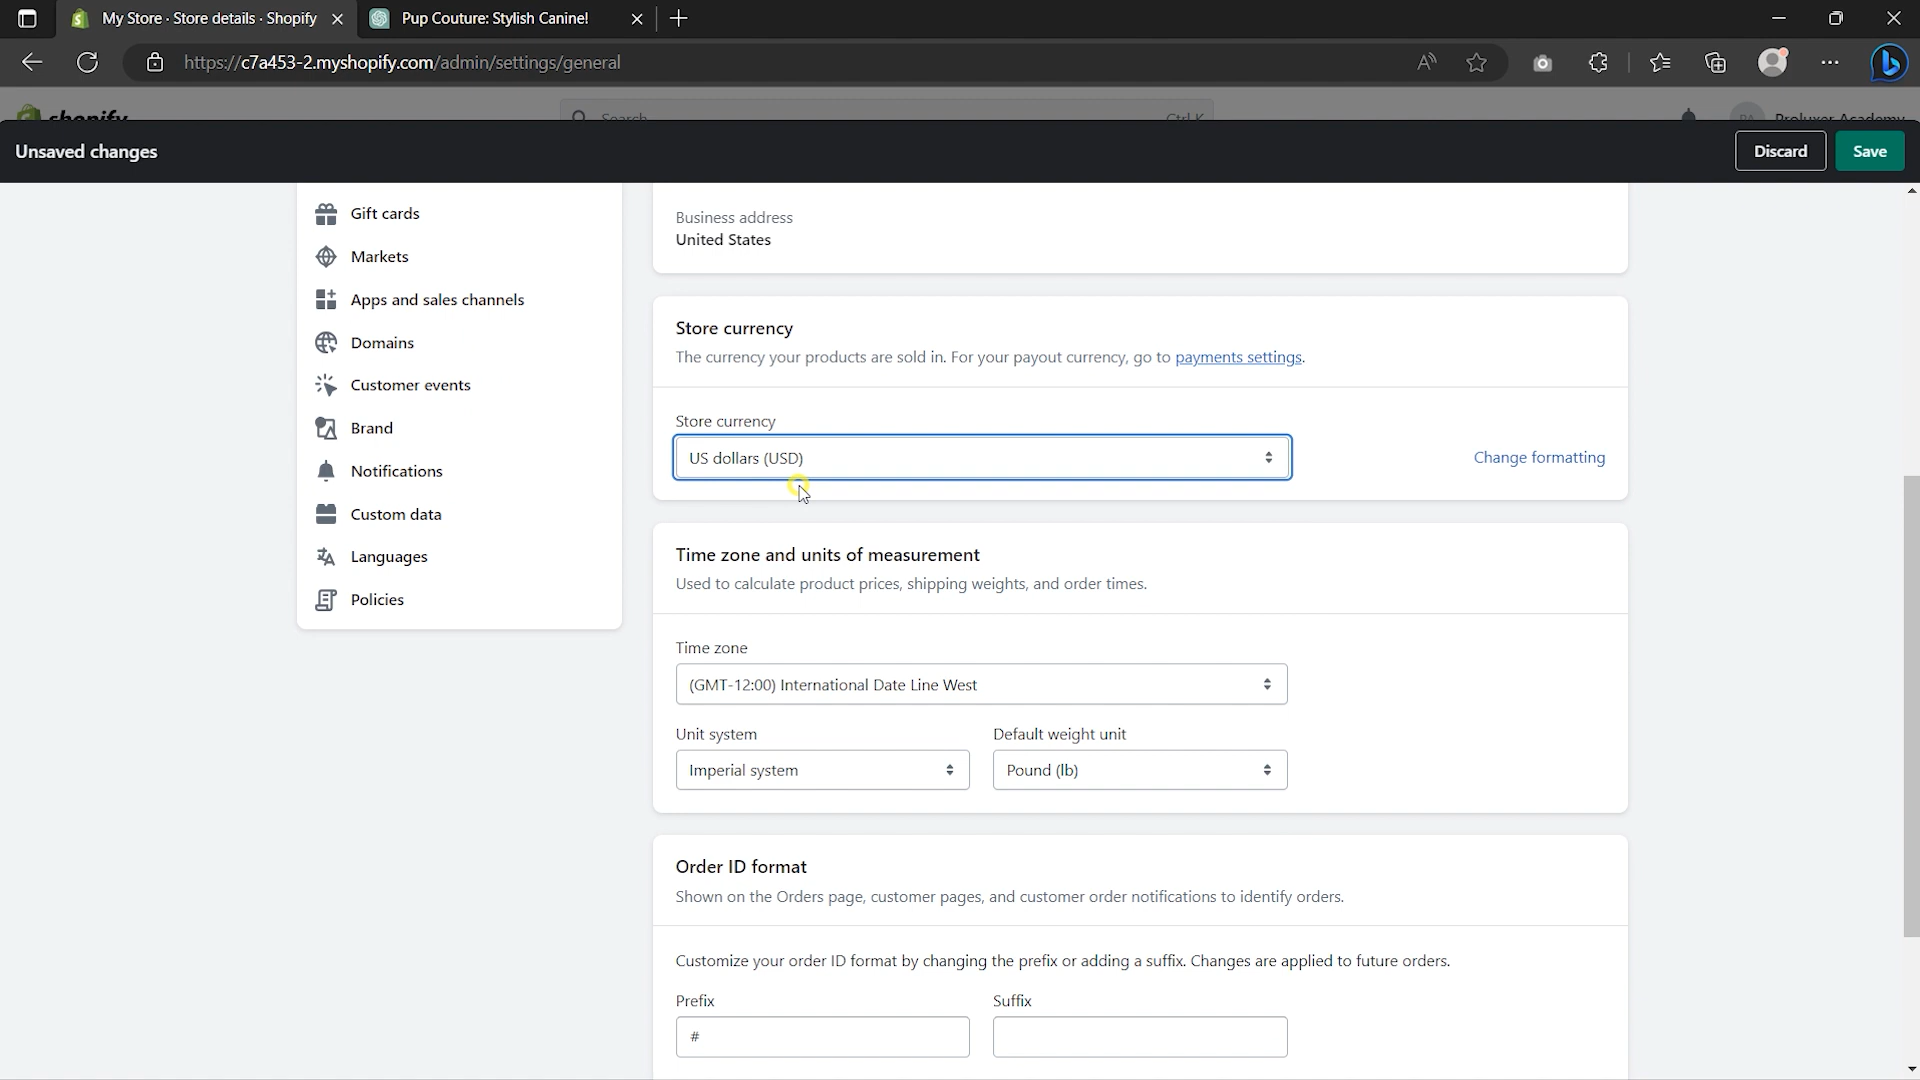 My Store · Store details · Shopify
Pup Couture: Stylish Canine!
https://c7a453-2.myshopify.com/admin/settings/general
shopify
Search
Ctrl K
Proluxer Academy
Unsaved changes
Discard
Save
Gift cards
Markets
Apps and sales channels
Domains
Customer events
Brand
Notifications
Custom data
Languages
Policies
Business address
United States
Store currency
The currency your products are sold in. For your payout currency, go to payments settings.
Store currency
US dollars (USD)
Change formatting
Time zone and units of measurement
Used to calculate product prices, shipping weights, and order times.
Time zone
(GMT-12:00) International Date Line West
Unit system
Default weight unit
Imperial system
Pound (lb)
Order ID format
Shown on the Orders page, customer pages, and customer order notifications to identify orders.
Customize your order ID format by changing the prefix or adding a suffix. Changes are applied to future orders.
Prefix
Suffix
#